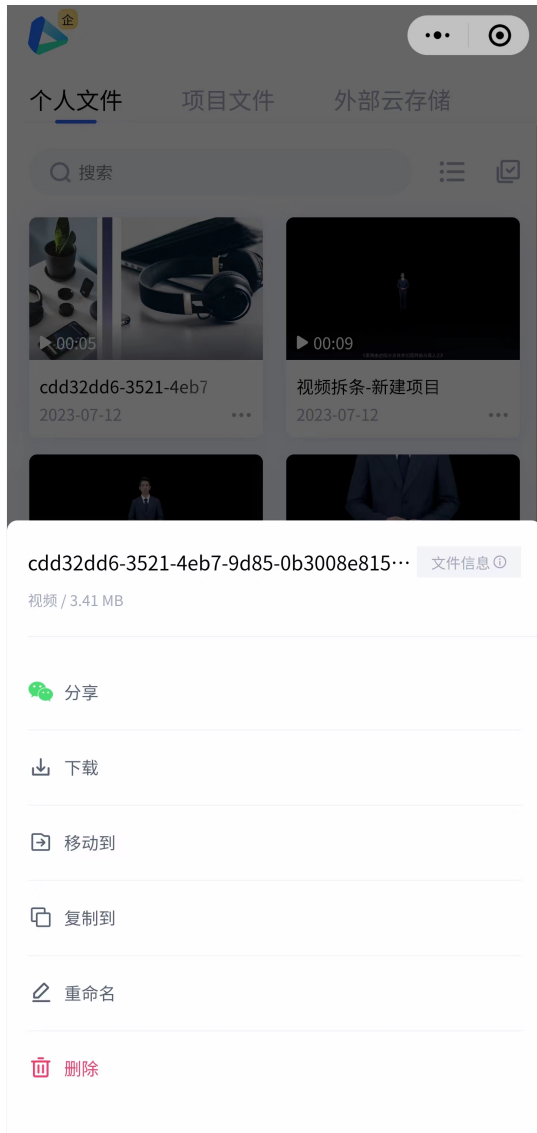 企
个人文件 项目文件 外部云存储
搜索
00:05 00:09
cdd32dd6-3521-4eb7 视频拆条-新建项目
2023-07-12 2023-07-12
cdd32dd6-3521-4eb7-9d85-0b3008e815··· 文件信息
视频 / 3.41 MB
分享
下载
移动到
复制到
重命名
删除